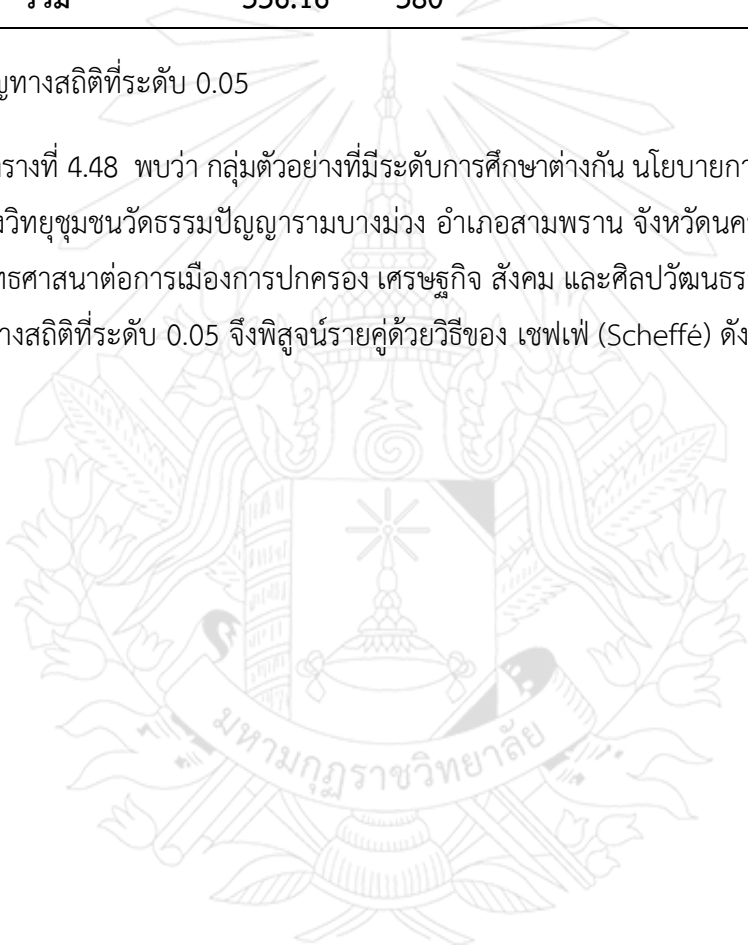 รวม 556.16 380
ญทางสถิติที่ระดับ 0.05
ารางที่ 4.48 พบว่า กลุ่มตัวอย่างที่มีระดับการศึกษาต่างกัน นโยบายกา
งวิทยุชุมชนวัดธรรมปัญญารามบางม่วง อำเภอสามพราน จังหวัดนค
ทธศาสนาต่อการเมืองการปกครอง เศรษฐกิจ สังคม และศิลปวัฒนธร
างสถิติที่ระดับ 0.05 จึงพิสูจน์รายคู่ด้วยวิธีของ เชฟเฟ่ (Scheffé) ดัง
มหามกุฏราชวิทยาลัย